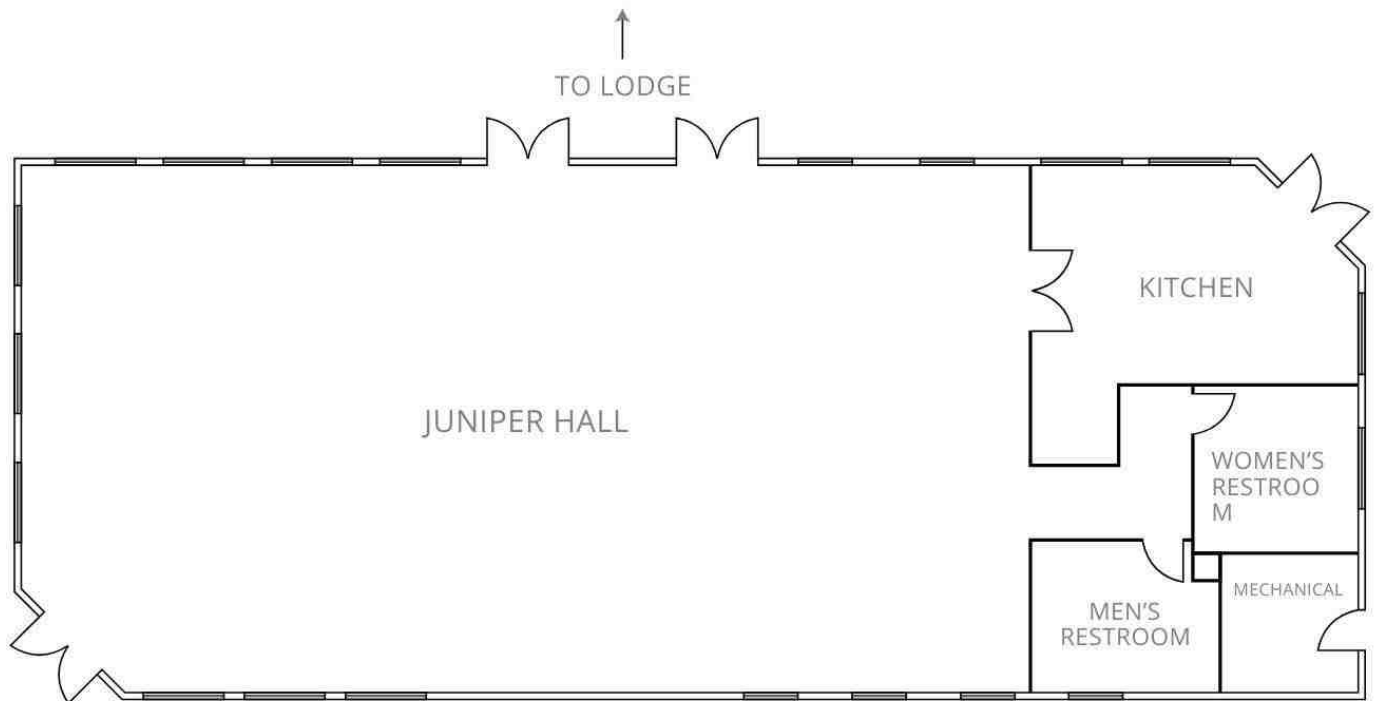 TO LODGE
KITCHEN
JUNIPER HALL
WOMEN'S
RESTROO
M
MECHANICAL
MEN'S
RESTROOM